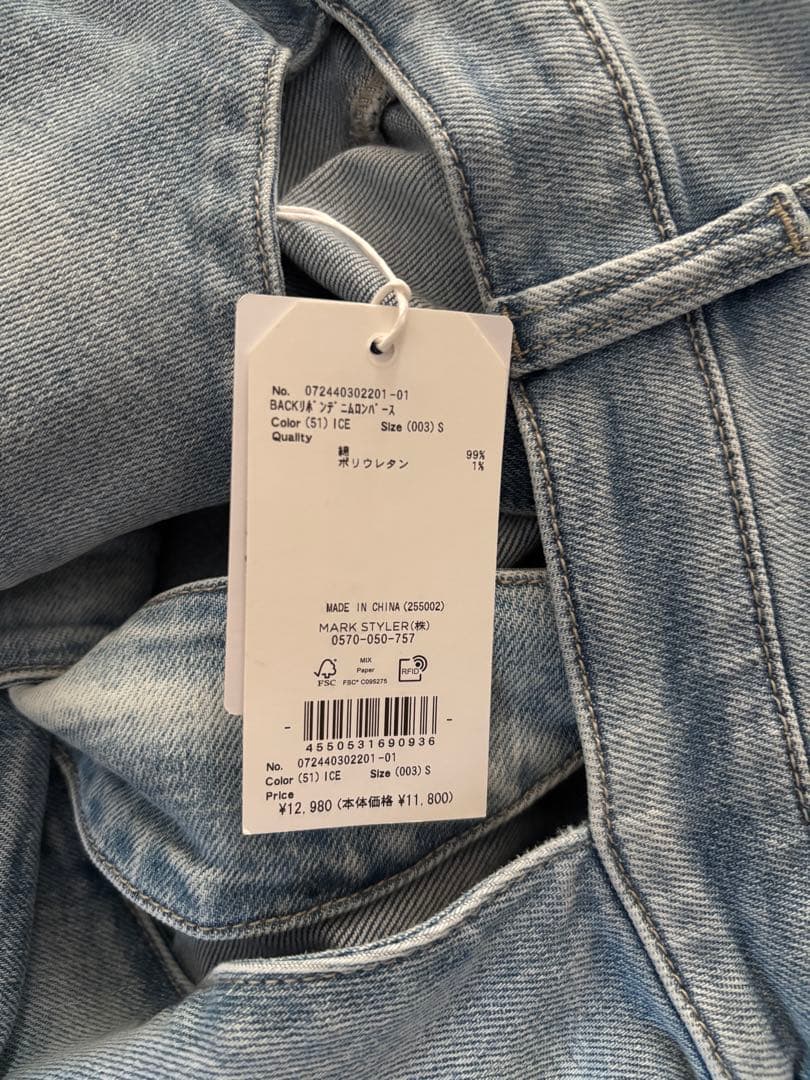 No. 072440302201-01
BACKﾘﾎﾞﾝﾃﾞﾆﾑﾛﾝﾊﾟｰｽ
Color (51) ICE Size (003) S
Quality
綿 99%
ポリウレタン 1%
MADE IN CHINA (255002)
MARK STYLER(株)
0570-050-757
FSC
MIX
Paper
FSC® C095275
RFID
4550531690936
No. 072440302201-01
Color (51) ICE Size (003) S
Price
¥12,980 (本体価格 ¥11,800)